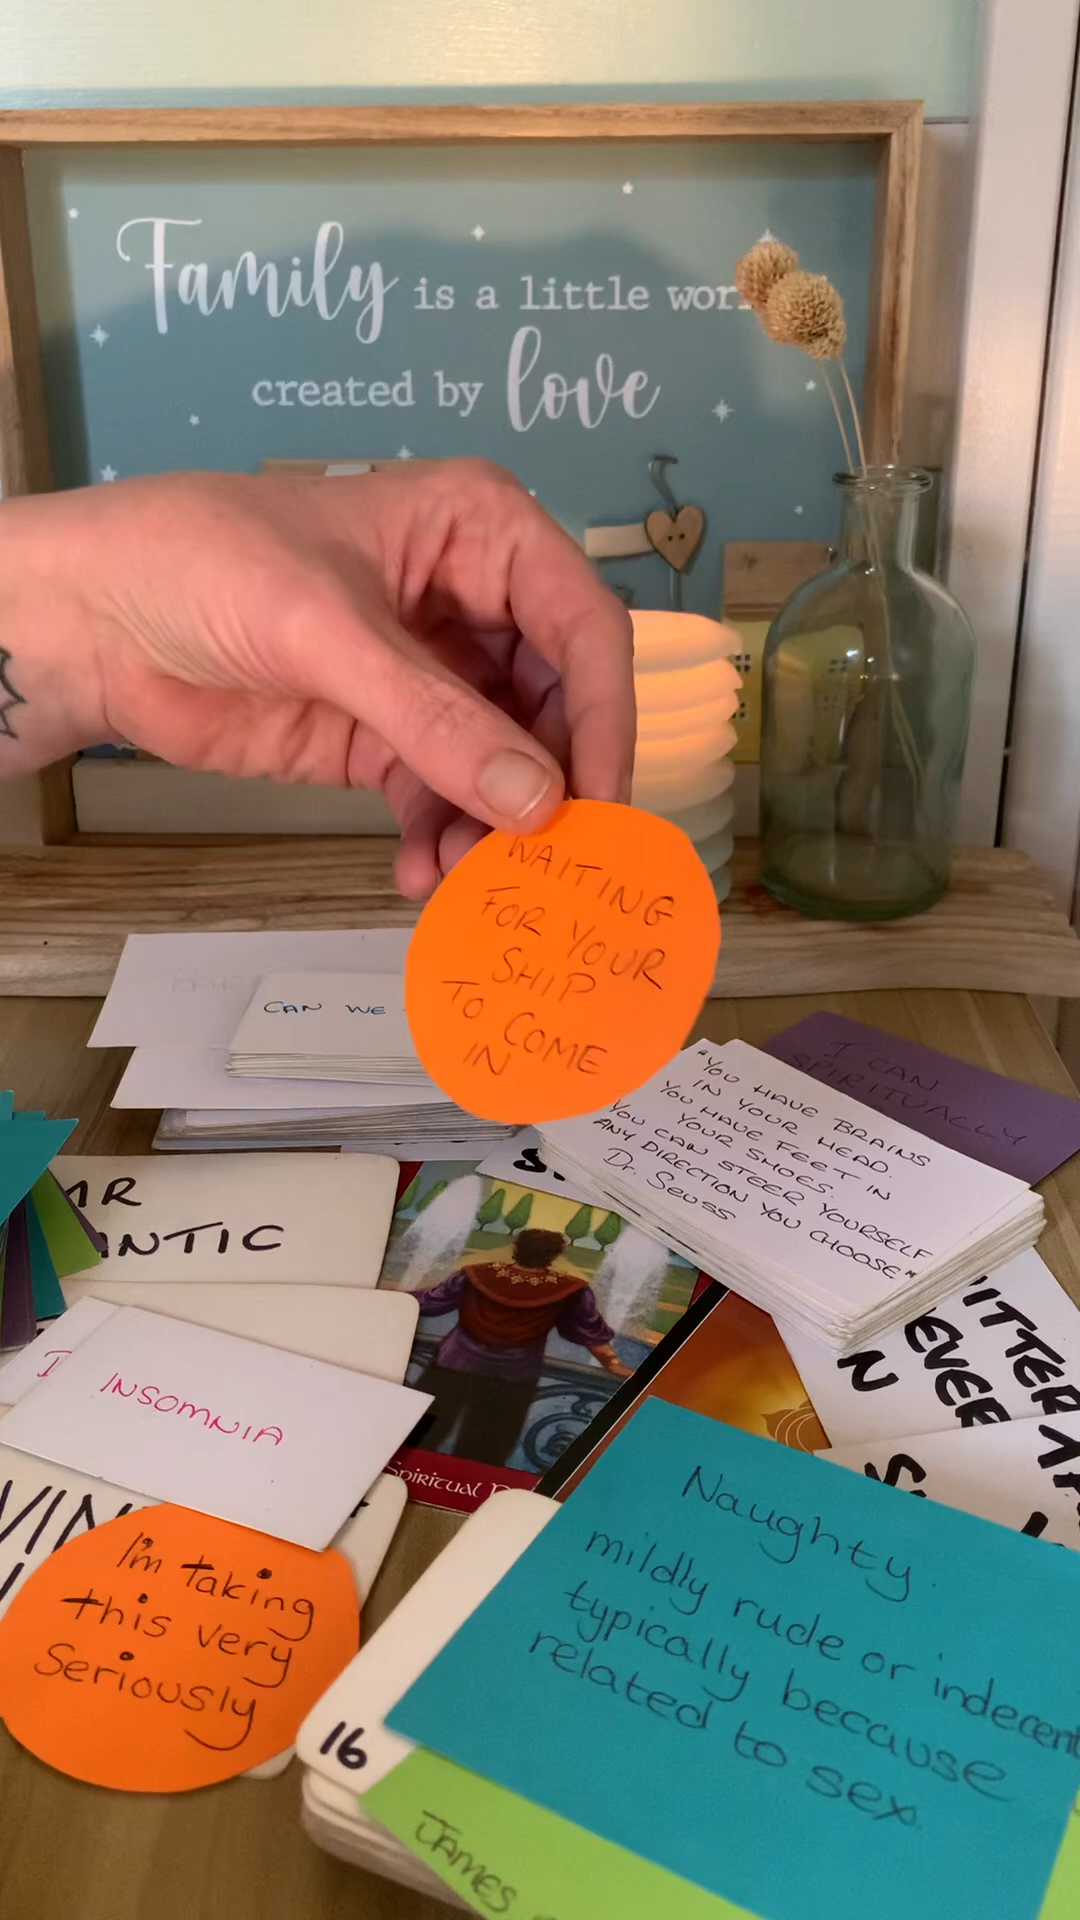 Family is a little
created by love
WAITING
FOR YOUR
SHIP
TO COME
IN
CAN WE
I CAN
SPIRITUALLY
"YOU HAVE BRAINS
IN YOUR HEAD.
YOU HAVE FEET IN
YOUR SHOES.
YOU CAN STEER YOURSELF
ANY DIRECTION YOU CHOOSE"
Dr. Seuss
INSOMNIA
Spiritual
I'm taking
this very
Seriously
Naughty.
mildly rude or indecent
typically because
related to sex
16
JAMES